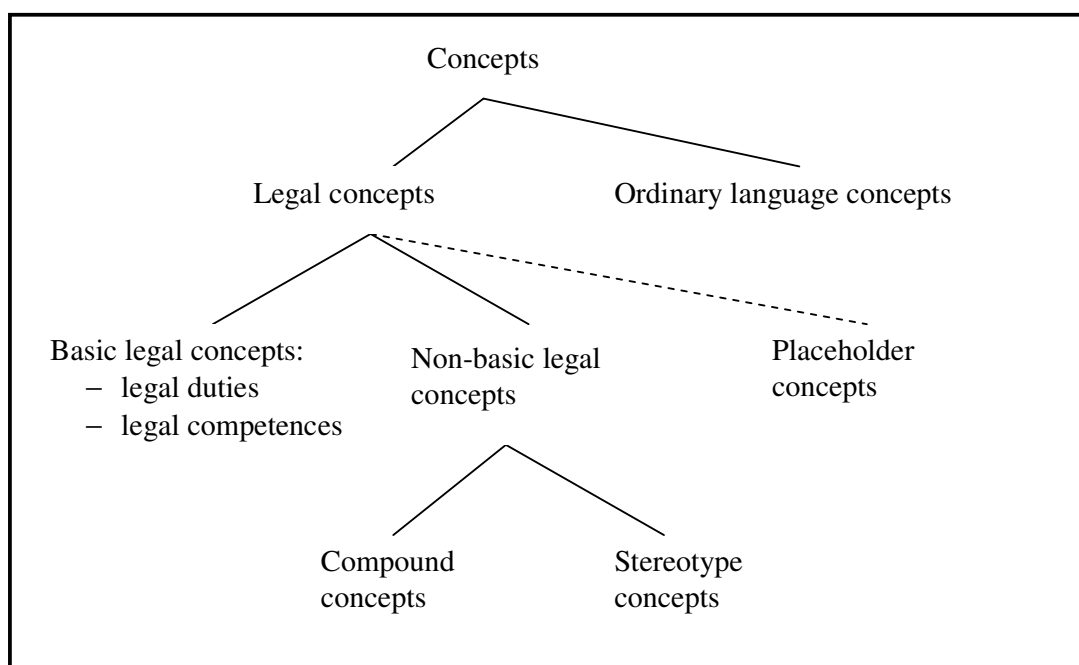 Concepts
Legal concepts
Ordinary language concepts
Basic legal concepts:
– legal duties
– legal competences
Non-basic legal
concepts
Placeholder
concepts
Compound
concepts
Stereotype
concepts